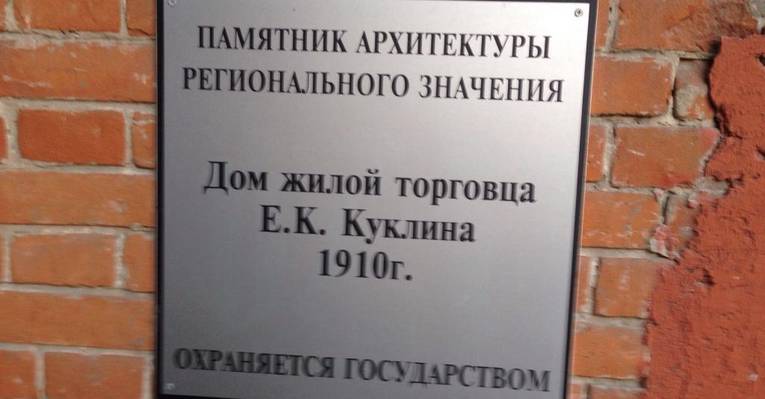 ПАМЯТНИК АРХИТЕКТУРЫ
РЕГИОНАЛЬНОГО ЗНАЧЕНИЯ
Дом жилой торговца
Е.К. Куклина
1910г.
ОХРАНЯЕТСЯ ГОСУДАРСТВОМ